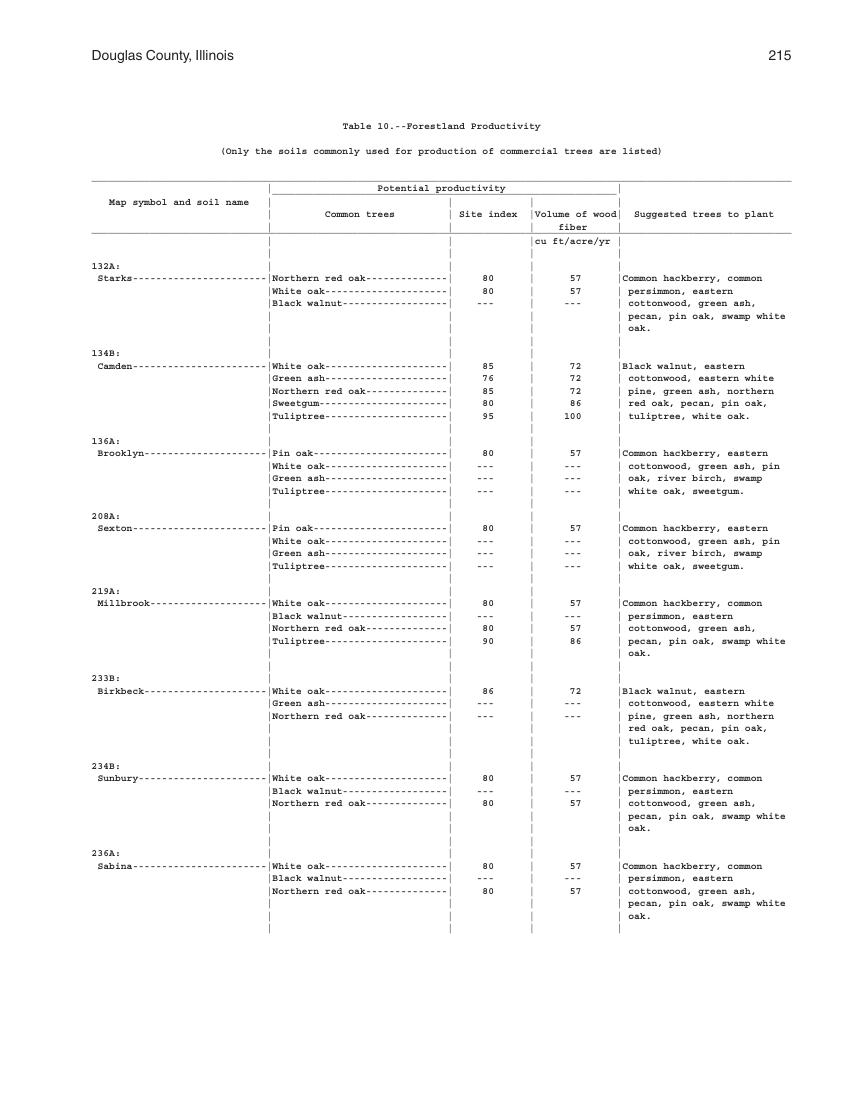 Douglas County, Illinois 215
Table 10.--Forestland Productivity
(Only the soils commonly used for production of commercial trees are listed)
Potential productivity
Map symbol and soil name
Common trees Site index Volume of wood Suggested trees to plant
fiber
cu ft/acre/yr
132A:
Starks-----------------------Northern red oak-------------- 80 57 Common hackberry, common
White oak--------------------- 80 57 persimmon, eastern
Black walnut------------------ --- --- cottonwood, green ash,
pecan, pin oak, swamp white
oak.
134B:
Camden-----------------------White oak--------------------- 85 72 Black walnut, eastern
Green ash--------------------- 76 72 cottonwood, eastern white
Northern red oak-------------- 85 72 pine, green ash, northern
Sweetgum---------------------- 80 86 red oak, pecan, pin oak,
Tuliptree--------------------- 95 100 tuliptree, white oak.
136A:
Brooklyn---------------------Pin oak----------------------- 80 57 Common hackberry, eastern
White oak--------------------- --- --- cottonwood, green ash, pin
Green ash--------------------- --- --- oak, river birch, swamp
Tuliptree--------------------- --- --- white oak, sweetgum.
208A:
Sexton-----------------------Pin oak----------------------- 80 57 Common hackberry, eastern
White oak--------------------- --- --- cottonwood, green ash, pin
Green ash--------------------- --- --- oak, river birch, swamp
Tuliptree--------------------- --- --- white oak, sweetgum.
219A:
Millbrook--------------------White oak--------------------- 80 57 Common hackberry, common
Black walnut------------------ --- --- persimmon, eastern
Northern red oak-------------- 80 57 cottonwood, green ash,
Tuliptree--------------------- 90 86 pecan, pin oak, swamp white
oak.
233B:
Birkbeck---------------------White oak--------------------- 86 72 Black walnut, eastern
Green ash--------------------- --- --- cottonwood, eastern white
Northern red oak-------------- --- --- pine, green ash, northern
red oak, pecan, pin oak,
tuliptree, white oak.
234B:
Sunbury----------------------White oak--------------------- 80 57 Common hackberry, common
Black walnut------------------ --- --- persimmon, eastern
Northern red oak-------------- 80 57 cottonwood, green ash,
pecan, pin oak, swamp white
oak.
236A:
Sabina-----------------------White oak--------------------- 80 57 Common hackberry, common
Black walnut------------------ --- --- persimmon, eastern
Northern red oak-------------- 80 57 cottonwood, green ash,
pecan, pin oak, swamp white
oak.